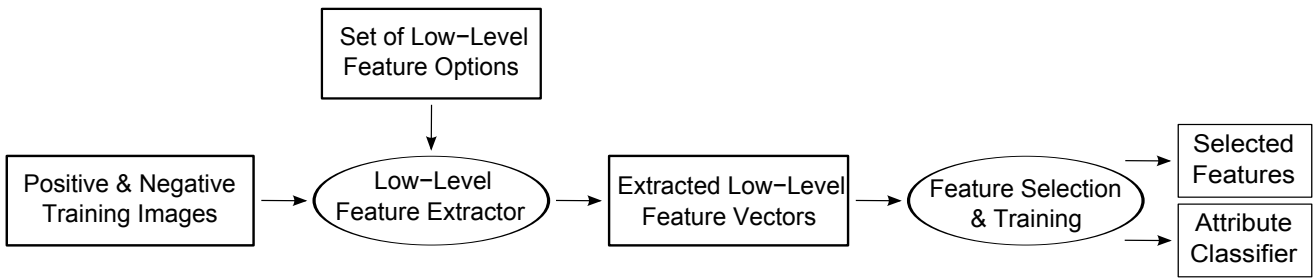 Set of Low−Level
Feature Options
Positive & Negative
Training Images
Low−Level
Feature Extractor
Extracted Low−Level
Feature Vectors
Feature Selection
& Training
Selected
Features
Attribute
Classifier